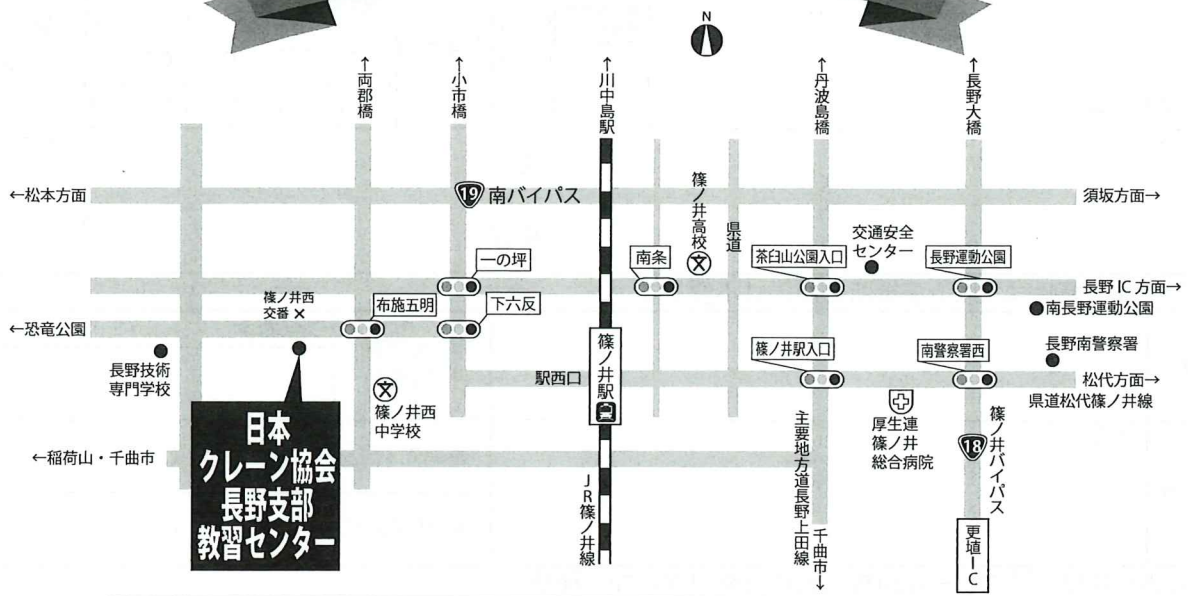 N
↑両郡橋
↑小市橋
↑川中島駅
↑丹波島橋
↑長野大橋
←松本方面
19 南バイパス
須坂方面→
篠ノ井高校
県道
交通安全
センター
一の坪
南条
茶臼山公園入口
長野運動公園
長野IC方面→
篠ノ井西
交番
布施五明
下六反
南長野運動公園
←恐竜公園
長野技術
専門学校
篠ノ井駅
篠ノ井駅入口
南警察署西
長野南警察署
駅西口
松代方面→
県道松代篠ノ井線
篠ノ井西
中学校
厚生連
篠ノ井
総合病院
18
篠ノ井バイパス
日本
クレーン協会
長野支部
教習センター
←稲荷山・千曲市
JR篠ノ井線
主要地方道長野上田線
千曲市↓
更埴IC